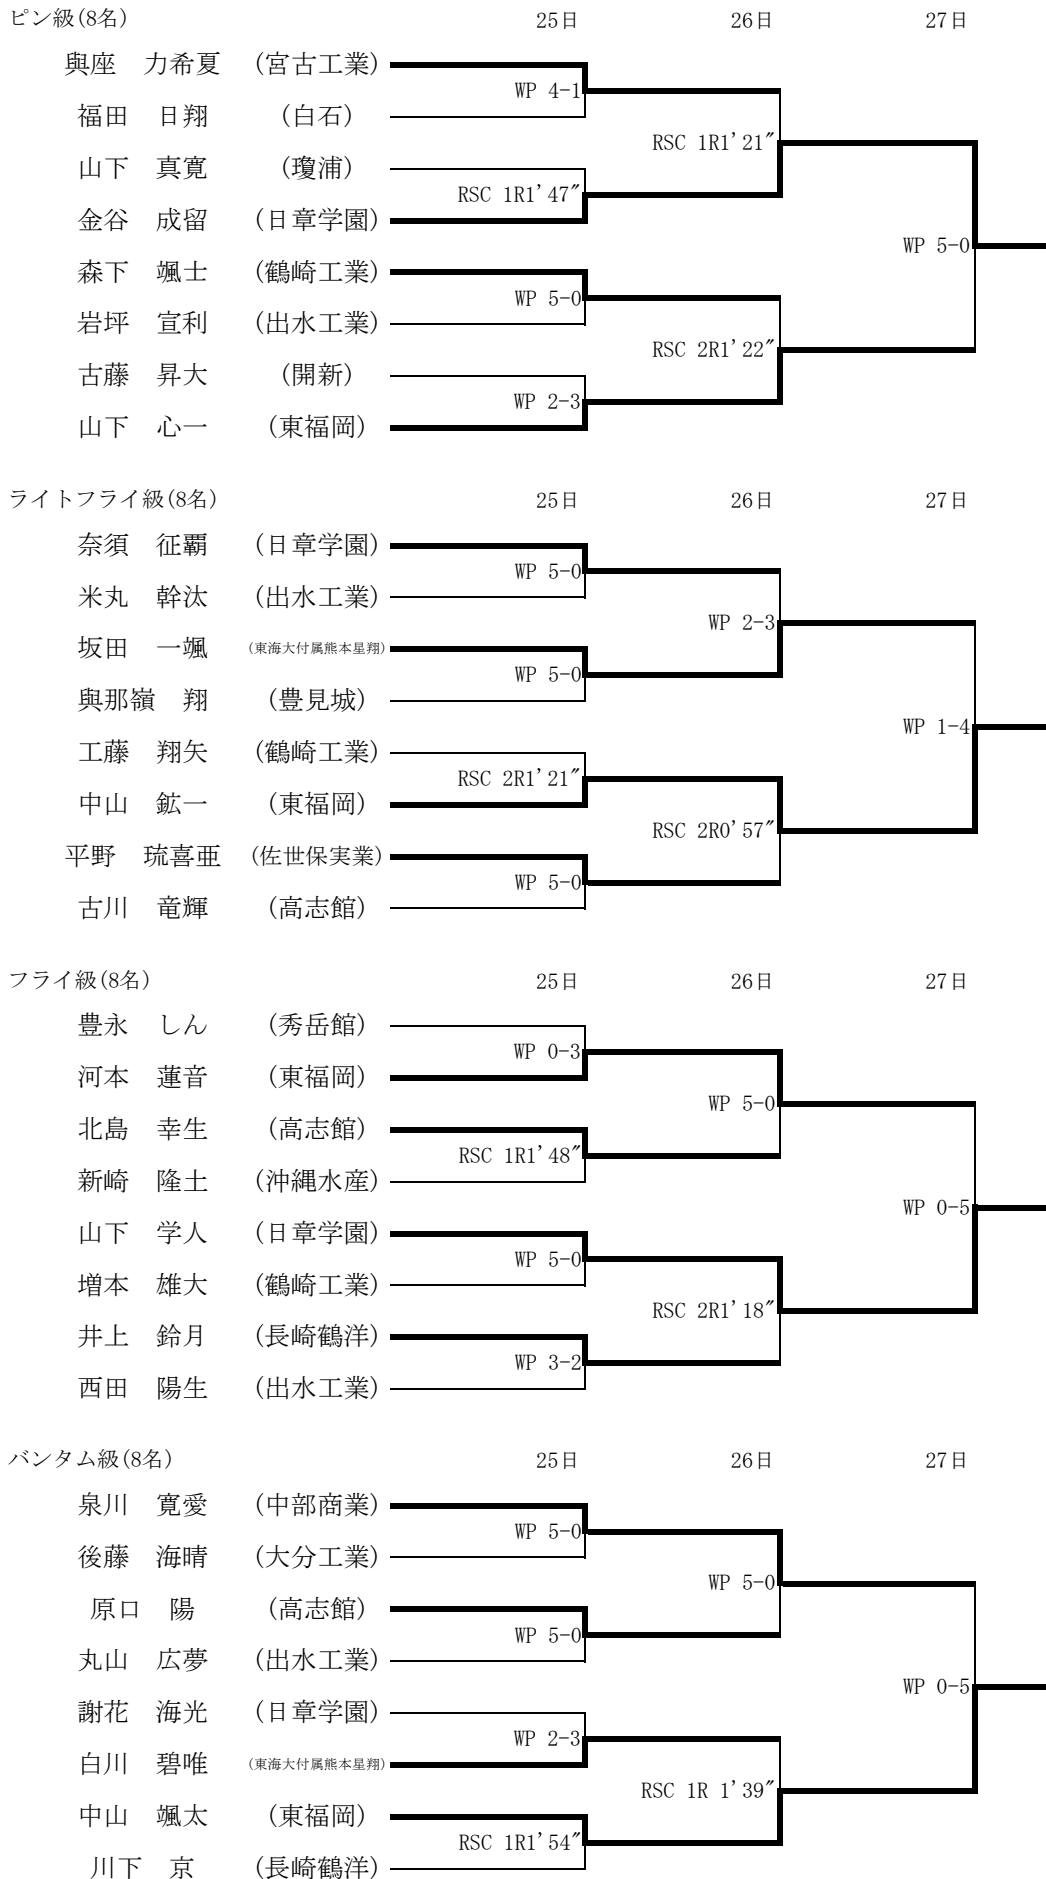 ピン級(8名) 25日 26日 27日
與座 力希夏 (宮古工業)
WP 4-1
福田 日翔 (白石)
RSC 1R1'21″
山下 真寛 (瓊浦)
RSC 1R1'47″
金谷 成留 (日章学園)
WP 5-0
森下 颯士 (鶴崎工業)
WP 5-0
岩坪 宣利 (出水工業)
RSC 2R1'22″
古藤 昇大 (開新)
WP 2-3
山下 心一 (東福岡)
ライトフライ級(8名) 25日 26日 27日
奈須 征覇 (日章学園)
WP 5-0
米丸 幹汰 (出水工業)
WP 2-3
坂田 一颯 (東海大付属熊本星翔)
WP 5-0
與那嶺 翔 (豊見城)
WP 1-4
工藤 翔矢 (鶴崎工業)
RSC 2R1'21″
中山 鉱一 (東福岡)
RSC 2R0'57″
平野 琉喜亜 (佐世保実業)
WP 5-0
古川 竜輝 (高志館)
フライ級(8名) 25日 26日 27日
豊永 しん (秀岳館)
WP 0-3
河本 蓮音 (東福岡)
WP 5-0
北島 幸生 (高志館)
RSC 1R1'48″
新崎 隆土 (沖縄水産)
WP 0-5
山下 学人 (日章学園)
WP 5-0
増本 雄大 (鶴崎工業)
RSC 2R1'18″
井上 鈴月 (長崎鶴洋)
WP 3-2
西田 陽生 (出水工業)
バンタム級(8名) 25日 26日 27日
泉川 寛愛 (中部商業)
WP 5-0
後藤 海晴 (大分工業)
WP 5-0
原口 陽 (高志館)
WP 5-0
丸山 広夢 (出水工業)
WP 0-5
謝花 海光 (日章学園)
WP 2-3
白川 碧唯 (東海大付属熊本星翔)
RSC 1R 1'39″
中山 颯太 (東福岡)
RSC 1R1'54″
川下 京 (長崎鶴洋)